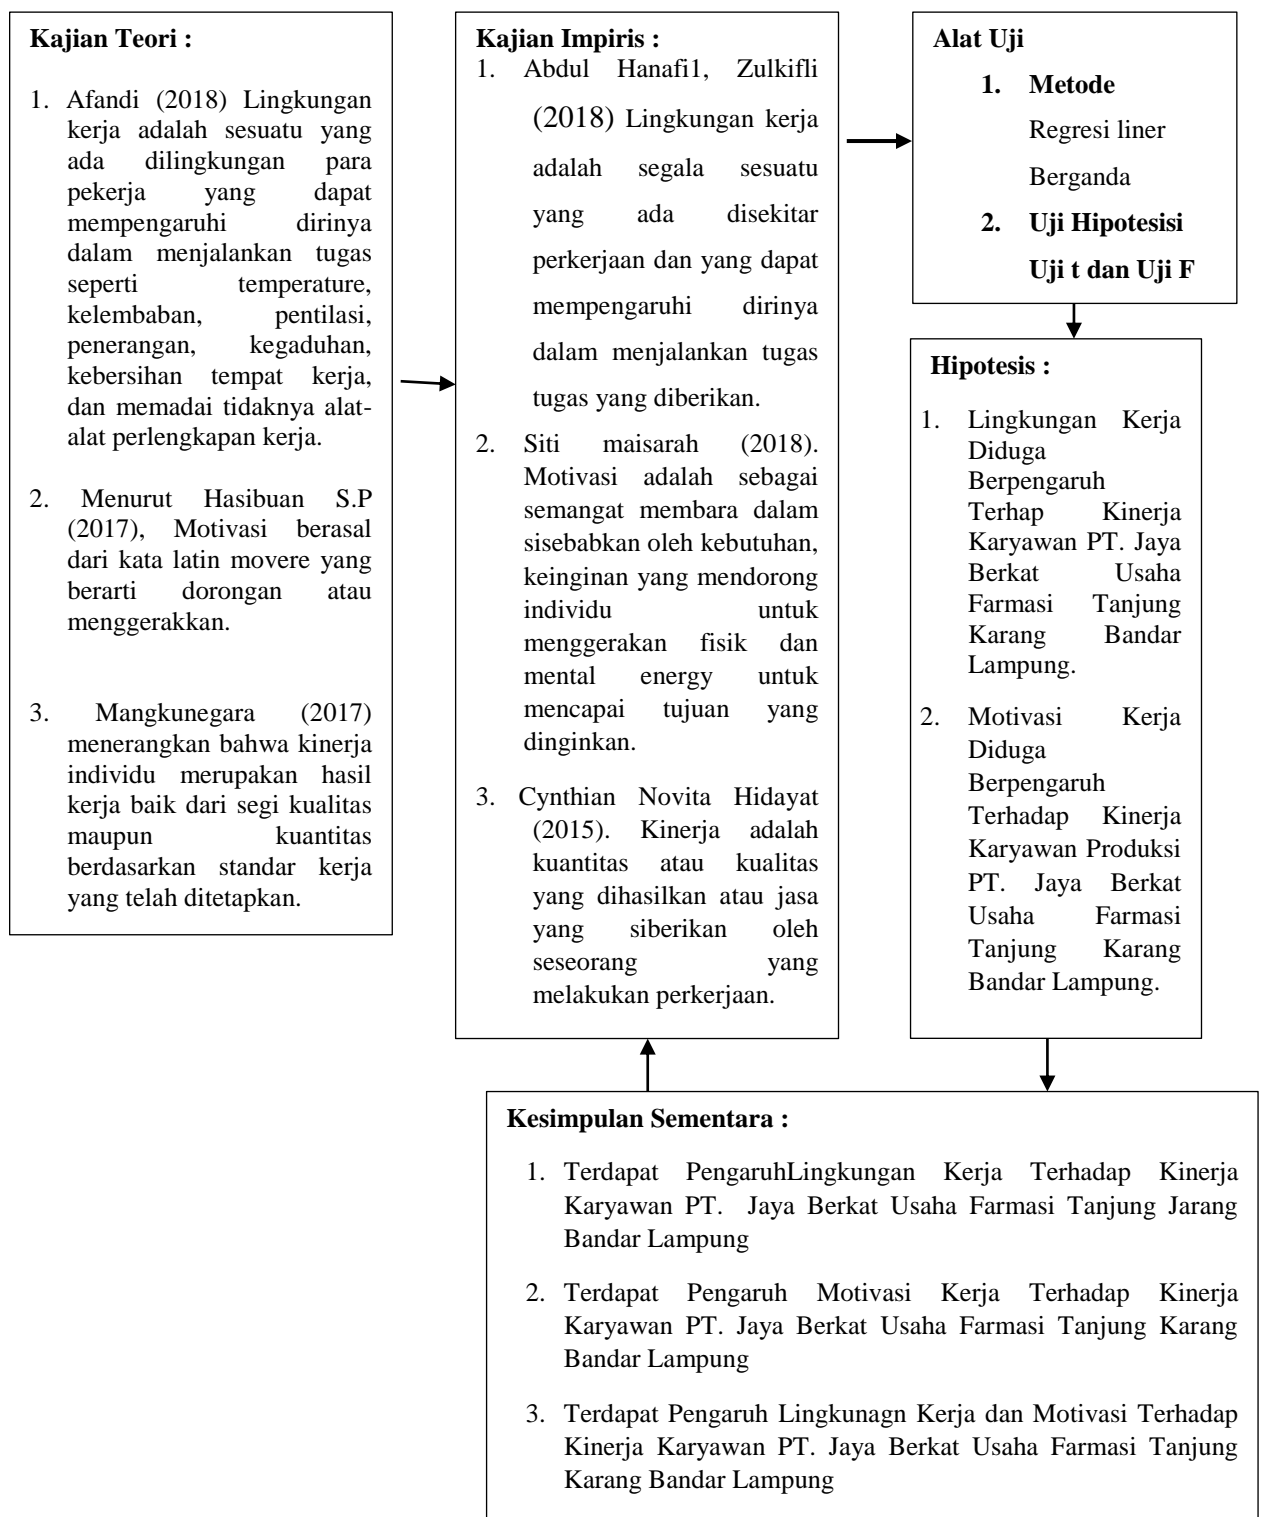 Kajian Teori :
1. Afandi (2018) Lingkungan
kerja adalah sesuatu yang
ada dilingkungan para
pekerja yang dapat
mempengaruhi dirinya
dalam menjalankan tugas
seperti temperature,
kelembaban, pentilasi,
penerangan, kegaduhan,
kebersihan tempat kerja,
dan memadai tidaknya alat-
alat perlengkapan kerja.
2. Menurut Hasibuan S.P
(2017), Motivasi berasal
dari kata latin movere yang
berarti dorongan atau
menggerakkan.
3. Mangkunegara (2017)
menerangkan bahwa kinerja
individu merupakan hasil
kerja baik dari segi kualitas
maupun kuantitas
berdasarkan standar kerja
yang telah ditetapkan.
Kajian Impiris :
1. Abdul Hanafi1, Zulkifli
(2018) Lingkungan kerja
adalah segala sesuatu
yang ada disekitar
perkerjaan dan yang dapat
mempengaruhi dirinya
dalam menjalankan tugas
tugas yang diberikan.
2. Siti maisarah (2018).
Motivasi adalah sebagai
semangat membara dalam
sisebabkan oleh kebutuhan,
keinginan yang mendorong
individu untuk
menggerakan fisik dan
mental energy untuk
mencapai tujuan yang
dinginkan.
3. Cynthian Novita Hidayat
(2015). Kinerja adalah
kuantitas atau kualitas
yang dihasilkan atau jasa
yang siberikan oleh
seseorang yang
melakukan perkerjaan.
Alat Uji
1. Metode
Regresi liner
Berganda
2. Uji Hipotesisi
Uji t dan Uji F
Hipotesis :
1. Lingkungan Kerja
Diduga
Berpengaruh
Terhap Kinerja
Karyawan PT. Jaya
Berkat Usaha
Farmasi Tanjung
Karang Bandar
Lampung.
2. Motivasi Kerja
Diduga
Berpengaruh
Terhadap Kinerja
Karyawan Produksi
PT. Jaya Berkat
Usaha Farmasi
Tanjung Karang
Bandar Lampung.
Kesimpulan Sementara :
1. Terdapat PengaruhLingkungan Kerja Terhadap Kinerja
Karyawan PT. Jaya Berkat Usaha Farmasi Tanjung Jarang
Bandar Lampung
2. Terdapat Pengaruh Motivasi Kerja Terhadap Kinerja
Karyawan PT. Jaya Berkat Usaha Farmasi Tanjung Karang
Bandar Lampung
3. Terdapat Pengaruh Lingkunagn Kerja dan Motivasi Terhadap
Kinerja Karyawan PT. Jaya Berkat Usaha Farmasi Tanjung
Karang Bandar Lampung